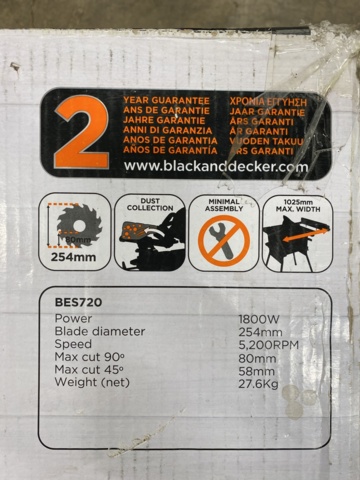 2
YEAR GUARANTEE
ANS DE GARANTIE
JAHRE GARANTIE
ANNI DI GARANZIA
AÑOS DE GARANTIA
ANOS DE GARANTIA
ΧΡΟΝΙΑ ΕΓΓΥΗΣΗ
JAAR GARANTIE
ÅRS GARANTI
ÅR GARANTI
VUODEN TAKUU
ÅRS GARANTI
www.blackanddecker.com
80mm
254mm
DUST
COLLECTION
MINIMAL
ASSEMBLY
1025mm
MAX. WIDTH
BES720
Power 1800W
Blade diameter 254mm
Speed 5,200RPM
Max cut 90º 80mm
Max cut 45º 58mm
Weight (net) 27.6Kg